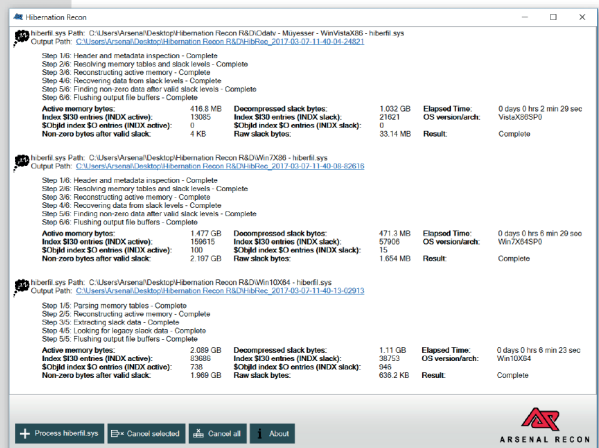 Hibernation Recon
hiberfil.sys Path: C:\Users\Arsenal\Desktop\Hibernation Recon R&D\Odatv - Müyesser - WinVistaX86 - hiberfil.sys
Output Path: C:\Users\Arsenal\Desktop\Hibernation Recon R&D\HibRec_2017-03-07-11-40-04-24821
Step 1/6: Header and metadata inspection - Complete
Step 2/6: Resolving memory tables and slack levels - Complete
Step 3/6: Reconstructing active memory - Complete
Step 4/6: Recovering data from slack levels - Complete
Step 5/6: Finding non-zero data after valid slack - Complete
Step 6/6: Flushing output file buffers - Complete
Active memory bytes: 416.8 MB Decompressed slack bytes: 1.032 GB Elapsed Time: 0 days 0 hrs 2 min 29 sec
Index $I30 entries (INDX active): 13085 Index $I30 entries (INDX slack): 21621 OS version/arch: VistaX86SP0
$ObjId index $O entries (INDX active): 0 $ObjId index $O entries (INDX slack): 0
Non-zero bytes after valid slack: 4 KB Raw slack bytes: 33.14 MB Result: Complete
hiberfil.sys Path: C:\Users\Arsenal\Desktop\Hibernation Recon R&D\Win7X86 - hiberfil.sys
Output Path: C:\Users\Arsenal\Desktop\Hibernation Recon R&D\HibRec_2017-03-07-11-40-08-82616
Step 1/6: Header and metadata inspection - Complete
Step 2/6: Resolving memory tables and slack levels - Complete
Step 3/6: Reconstructing active memory - Complete
Step 4/6: Recovering data from slack levels - Complete
Step 5/6: Finding non-zero data after valid slack - Complete
Step 6/6: Flushing output file buffers - Complete
Active memory bytes: 1.477 GB Decompressed slack bytes: 471.3 MB Elapsed Time: 0 days 0 hrs 6 min 29 sec
Index $I30 entries (INDX active): 159615 Index $I30 entries (INDX slack): 57906 OS version/arch: Win7X64SP0
$ObjId index $O entries (INDX active): 100 $ObjId index $O entries (INDX slack): 15
Non-zero bytes after valid slack: 2.197 GB Raw slack bytes: 1.654 MB Result: Complete
hiberfil.sys Path: C:\Users\Arsenal\Desktop\Hibernation Recon R&D\Win10X64 - hiberfil.sys
Output Path: C:\Users\Arsenal\Desktop\Hibernation Recon R&D\HibRec_2017-03-07-11-40-13-02913
Step 1/5: Parsing memory tables - Complete
Step 2/5: Reconstructing active memory - Complete
Step 3/5: Extracting slack data - Complete
Step 4/5: Looking for legacy slack data - Complete
Step 5/5: Flushing output file buffers - Complete
Active memory bytes: 2.089 GB Decompressed slack bytes: 1.11 GB Elapsed Time: 0 days 0 hrs 6 min 23 sec
Index $I30 entries (INDX active): 83686 Index $I30 entries (INDX slack): 38753 OS version/arch: Win10X64
$ObjId index $O entries (INDX active): 738 $ObjId index $O entries (INDX slack): 946
Non-zero bytes after valid slack: 1.969 GB Raw slack bytes: 636.2 KB Result: Complete
Process hiberfil.sys Cancel selected Cancel all About
ARSENAL RECON